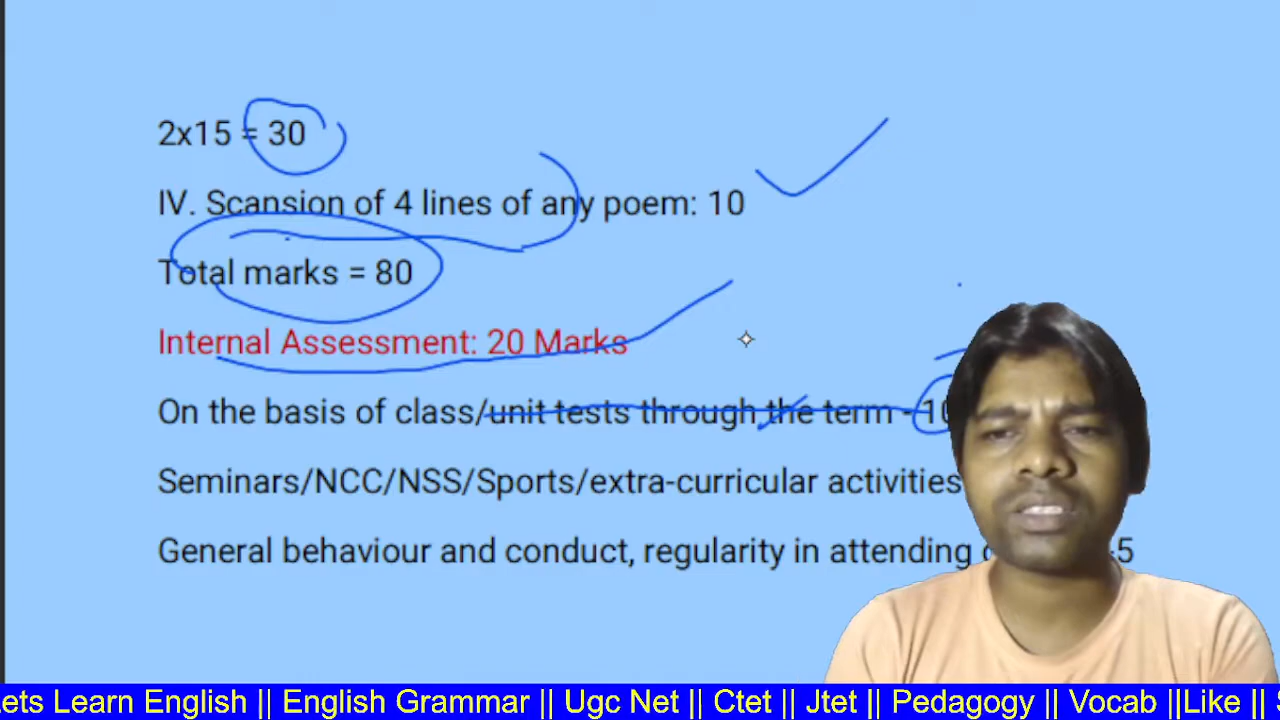 2x15 = 30
IV. Scansion of 4 lines of any poem: 10
Total marks = 80
Internal Assessment: 20 Marks
On the basis of class/unit tests through the term - 10
Seminars/NCC/NSS/Sports/extra-curricular activities
General behaviour and conduct, regularity in attending 5
ets Learn English || English Grammar || Ugc Net || Ctet || Jtet || Pedagogy || Vocab ||Like ||